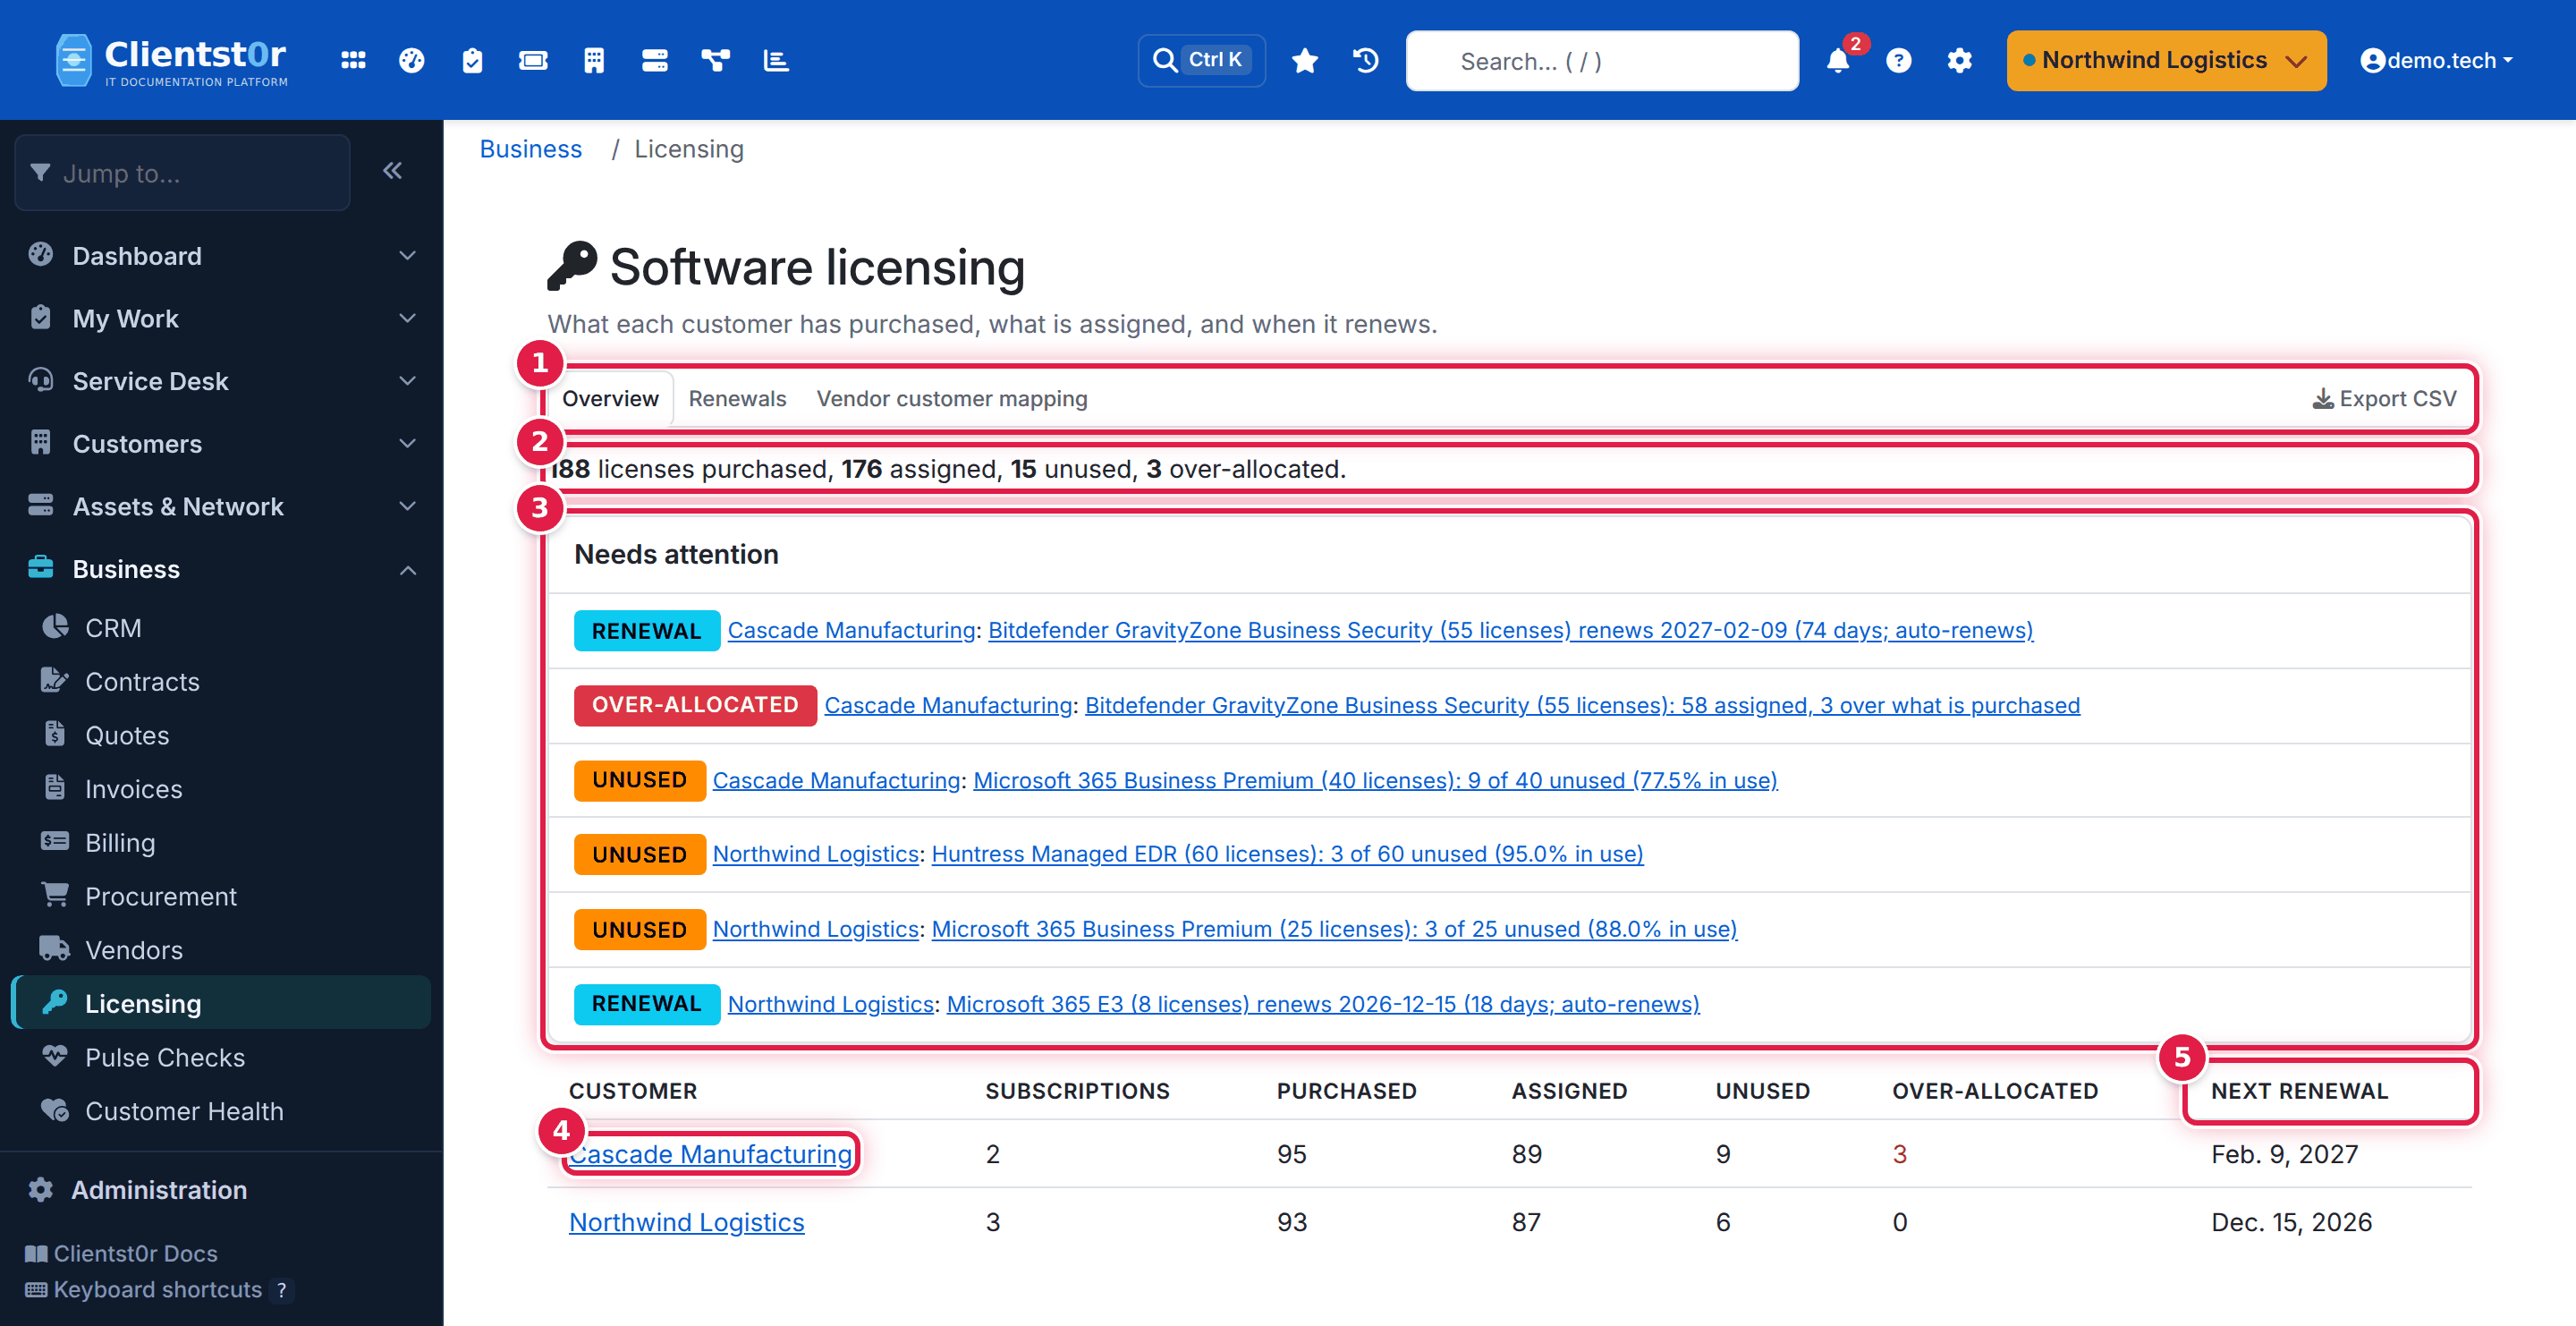 Clientst0r
IT DOCUMENTATION PLATFORM
Ctrl K
Search... ( / )
2
?
Northwind Logistics
demo.tech
Jump to...
Dashboard
My Work
Service Desk
Customers
Assets & Network
Business
CRM
Contracts
Quotes
Invoices
Billing
Procurement
Vendors
Licensing
Pulse Checks
Customer Health
Administration
Clientst0r Docs
Keyboard shortcuts ?
Business / Licensing
Software licensing
What each customer has purchased, what is assigned, and when it renews.
1
Overview Renewals Vendor customer mapping Export CSV
2
188 licenses purchased, 176 assigned, 15 unused, 3 over-allocated.
3
Needs attention
RENEWAL Cascade Manufacturing: Bitdefender GravityZone Business Security (55 licenses) renews 2027-02-09 (74 days; auto-renews)
OVER-ALLOCATED Cascade Manufacturing: Bitdefender GravityZone Business Security (55 licenses): 58 assigned, 3 over what is purchased
UNUSED Cascade Manufacturing: Microsoft 365 Business Premium (40 licenses): 9 of 40 unused (77.5% in use)
UNUSED Northwind Logistics: Huntress Managed EDR (60 licenses): 3 of 60 unused (95.0% in use)
UNUSED Northwind Logistics: Microsoft 365 Business Premium (25 licenses): 3 of 25 unused (88.0% in use)
RENEWAL Northwind Logistics: Microsoft 365 E3 (8 licenses) renews 2026-12-15 (18 days; auto-renews)
5
CUSTOMER SUBSCRIPTIONS PURCHASED ASSIGNED UNUSED OVER-ALLOCATED NEXT RENEWAL
4
Cascade Manufacturing 2 95 89 9 3 Feb. 9, 2027
Northwind Logistics 3 93 87 6 0 Dec. 15, 2026